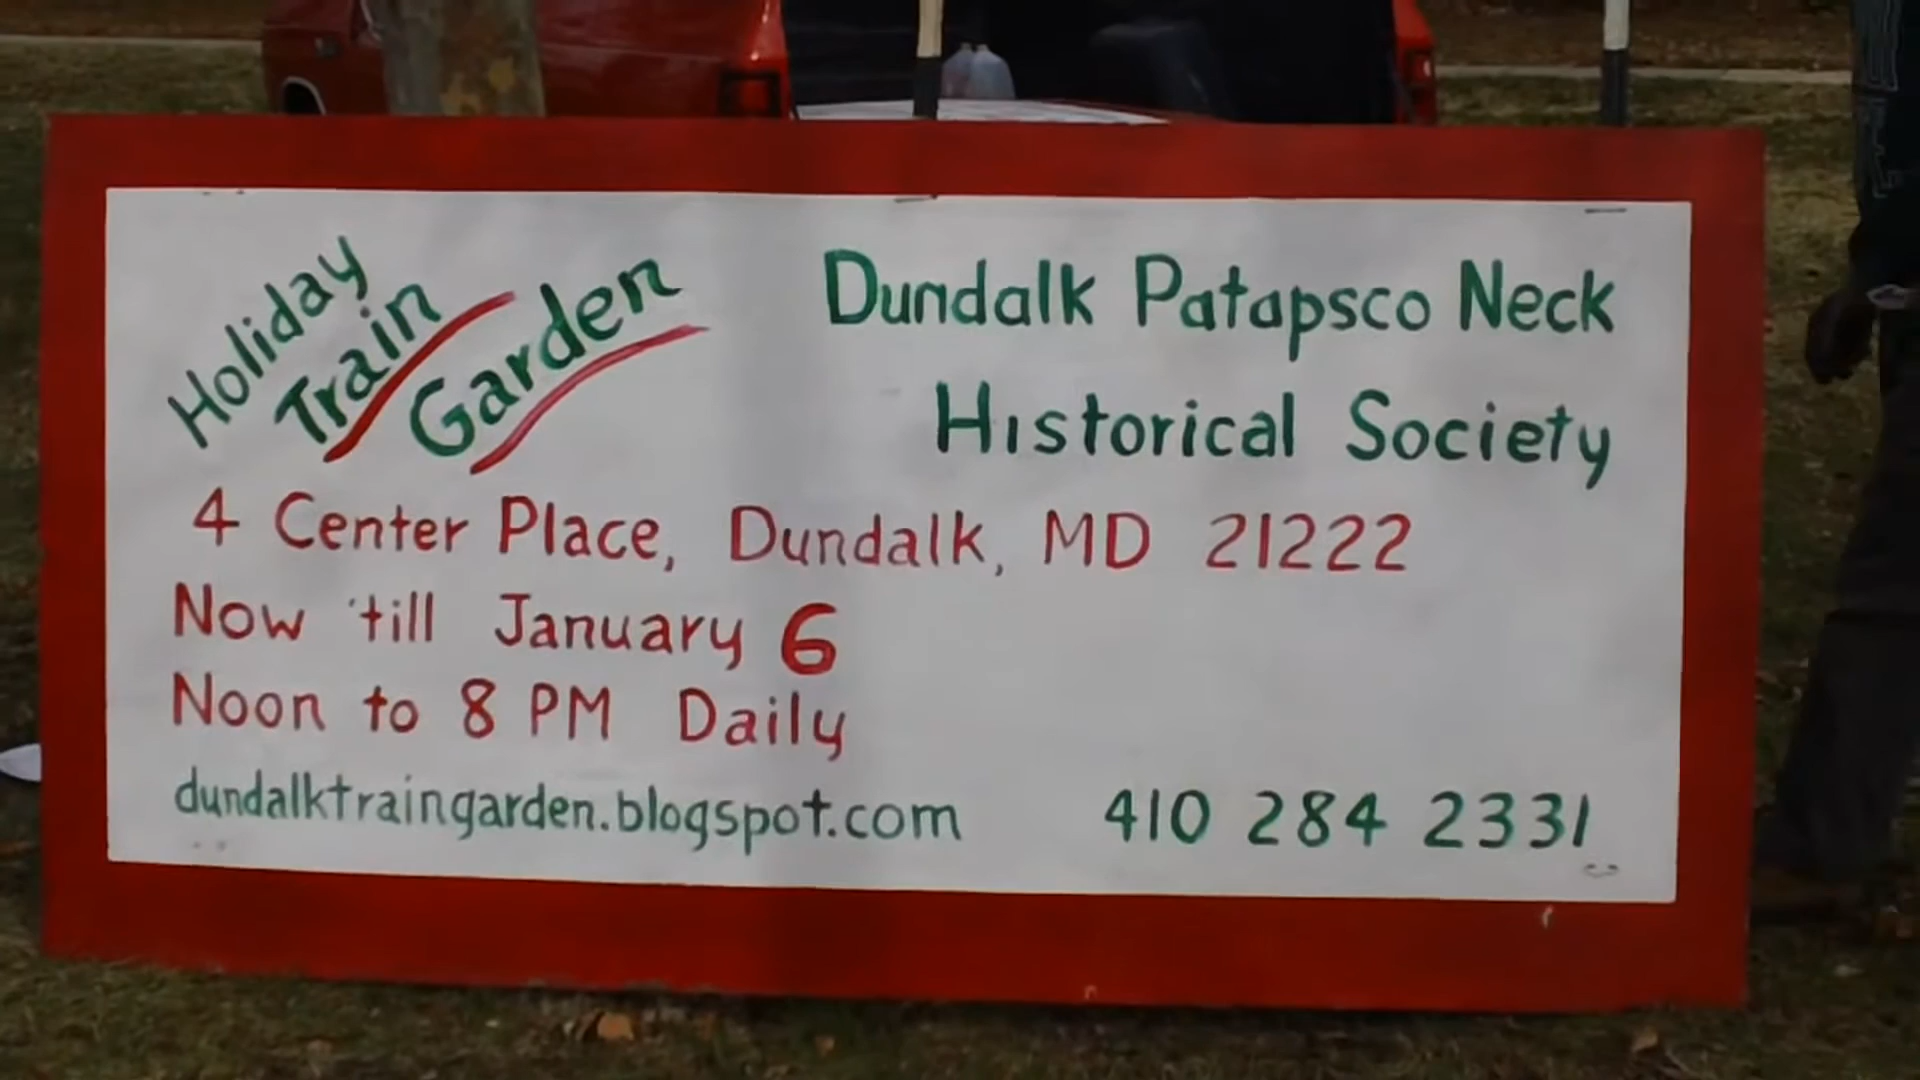 Holiday
Train
Garden
Dundalk Patapsco Neck
Historical Society
4 Center Place, Dundalk, MD 21222
Now 'till January 6
Noon to 8 PM Daily
dundalktraingarden.blogspot.com
410 284 2331